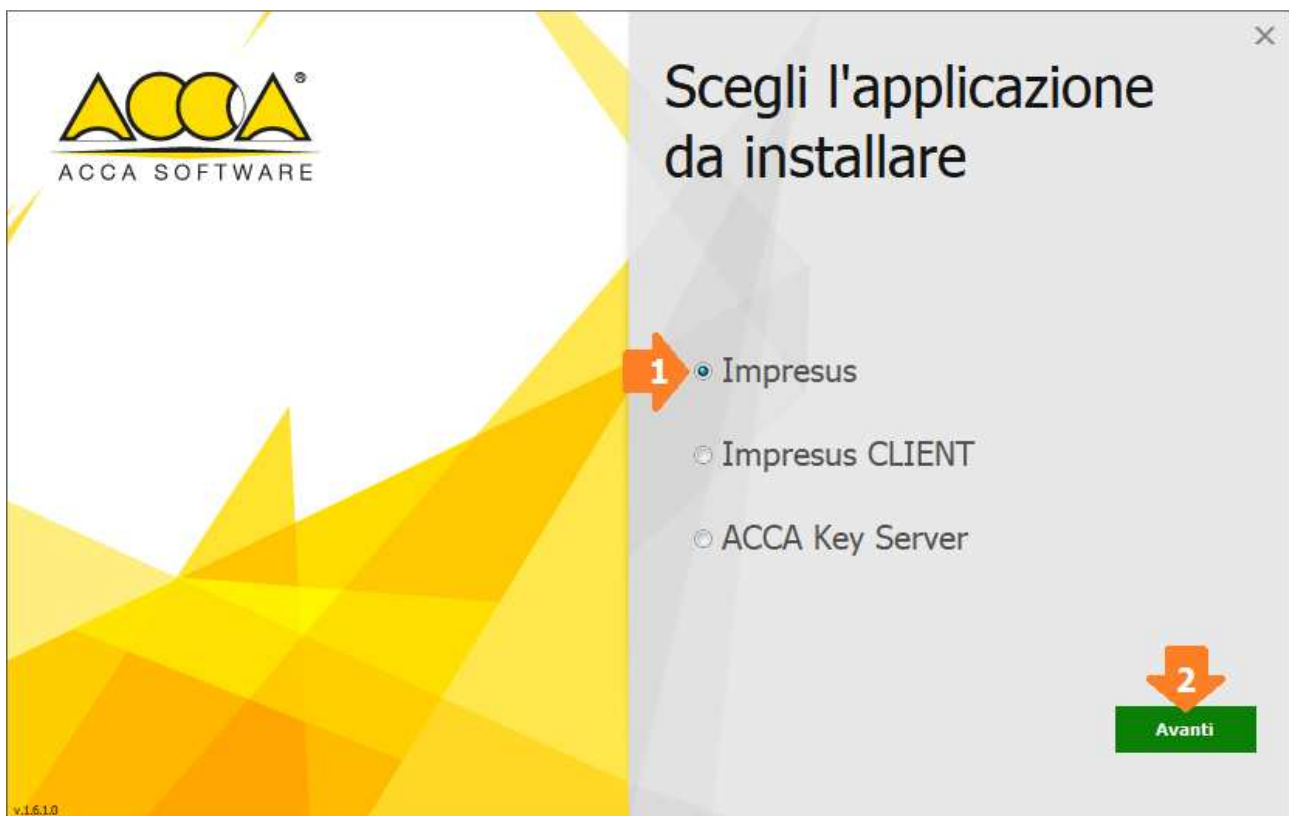 ACCA®
ACCA SOFTWARE
Scegli l'applicazione
da installare
1
Impresus
Impresus CLIENT
ACCA Key Server
2
Avanti
v.1.6.1.0